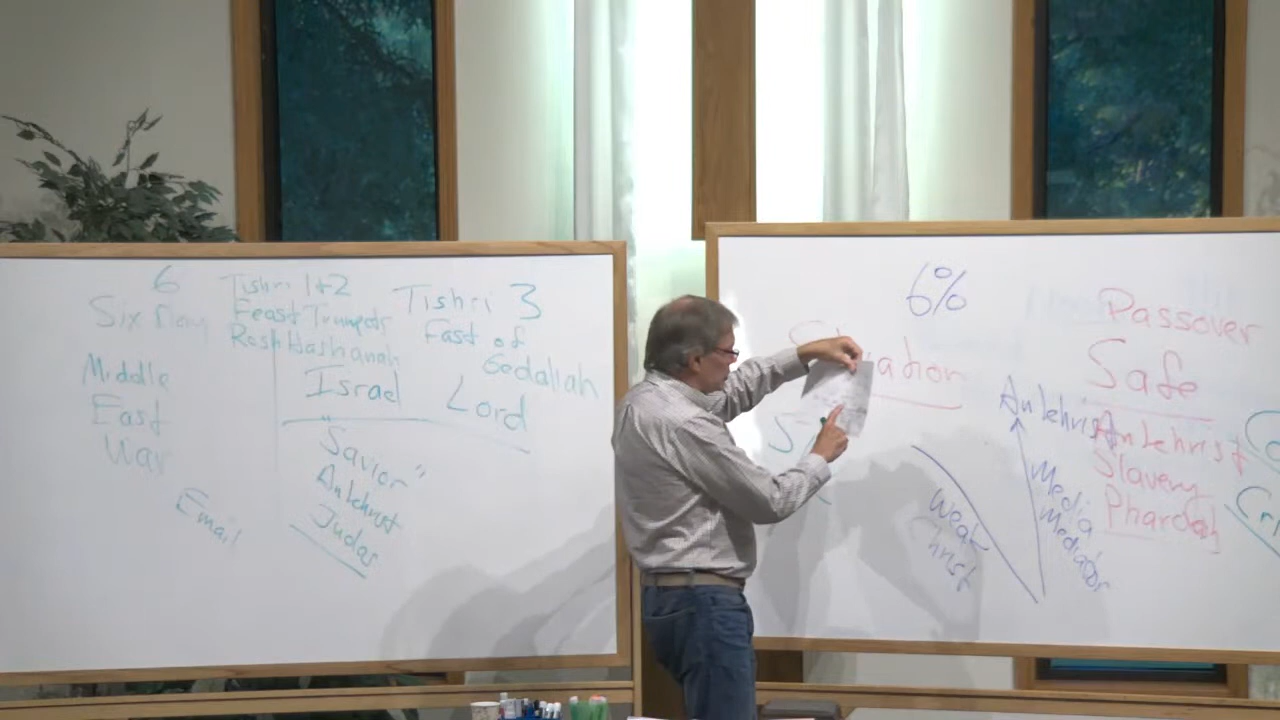 6
Six Day
Middle
East
War
Email
Tishri 1+2
Feast Trumpets
Rosh Hashanah
Israel
"Savior"
Antichrist
Judas
Tishri 3
Fast of
Gedaliah
Lord
6%
Antichrist
Weak
Christ
Media
Mediator
Passover
Safe
Antichrist
Slavery
Pharoah